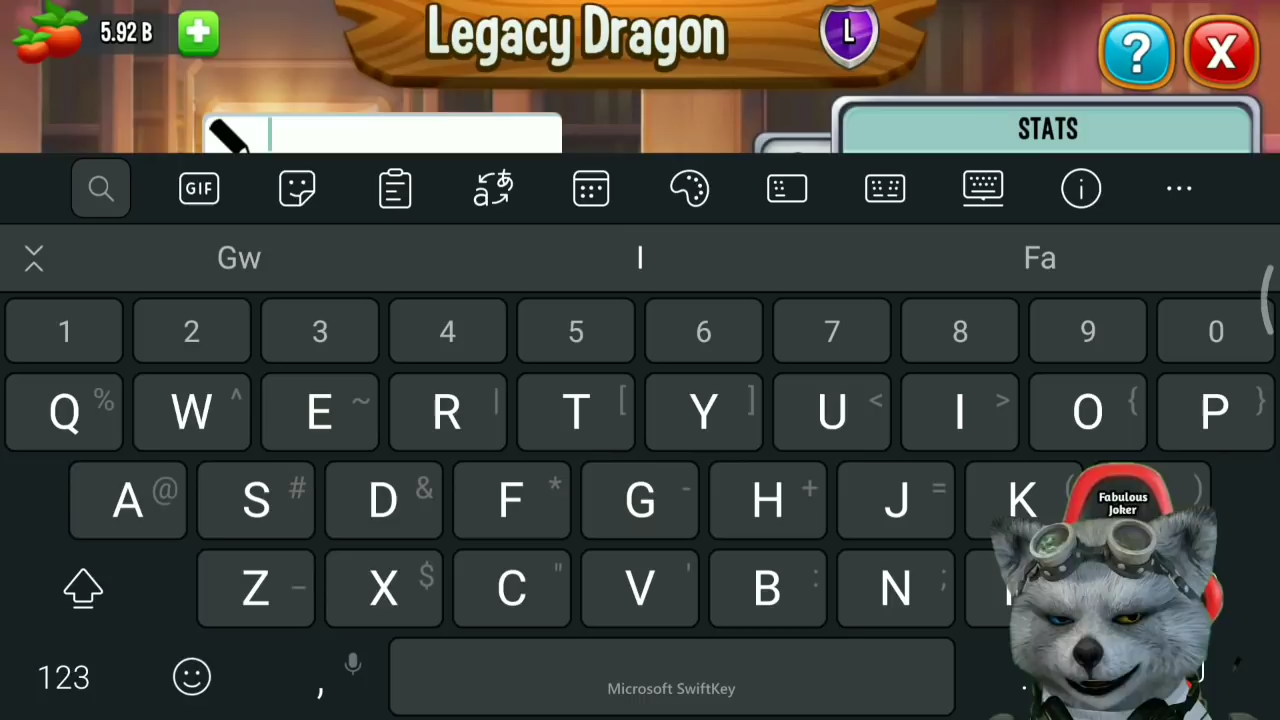 5.92 B
Legacy Dragon
L
?
X
STATS
GIF
Gw
I
Fa
1 2 3 4 5 6 7 8 9 0
Q % W ^ E ~ R | T [ Y ] U < I > O { P }
A @ S # D & F * G - H + J = K ( )
Z _ X $ C " V ' B : N ;
Fabulous
Joker
123 , Microsoft SwiftKey .